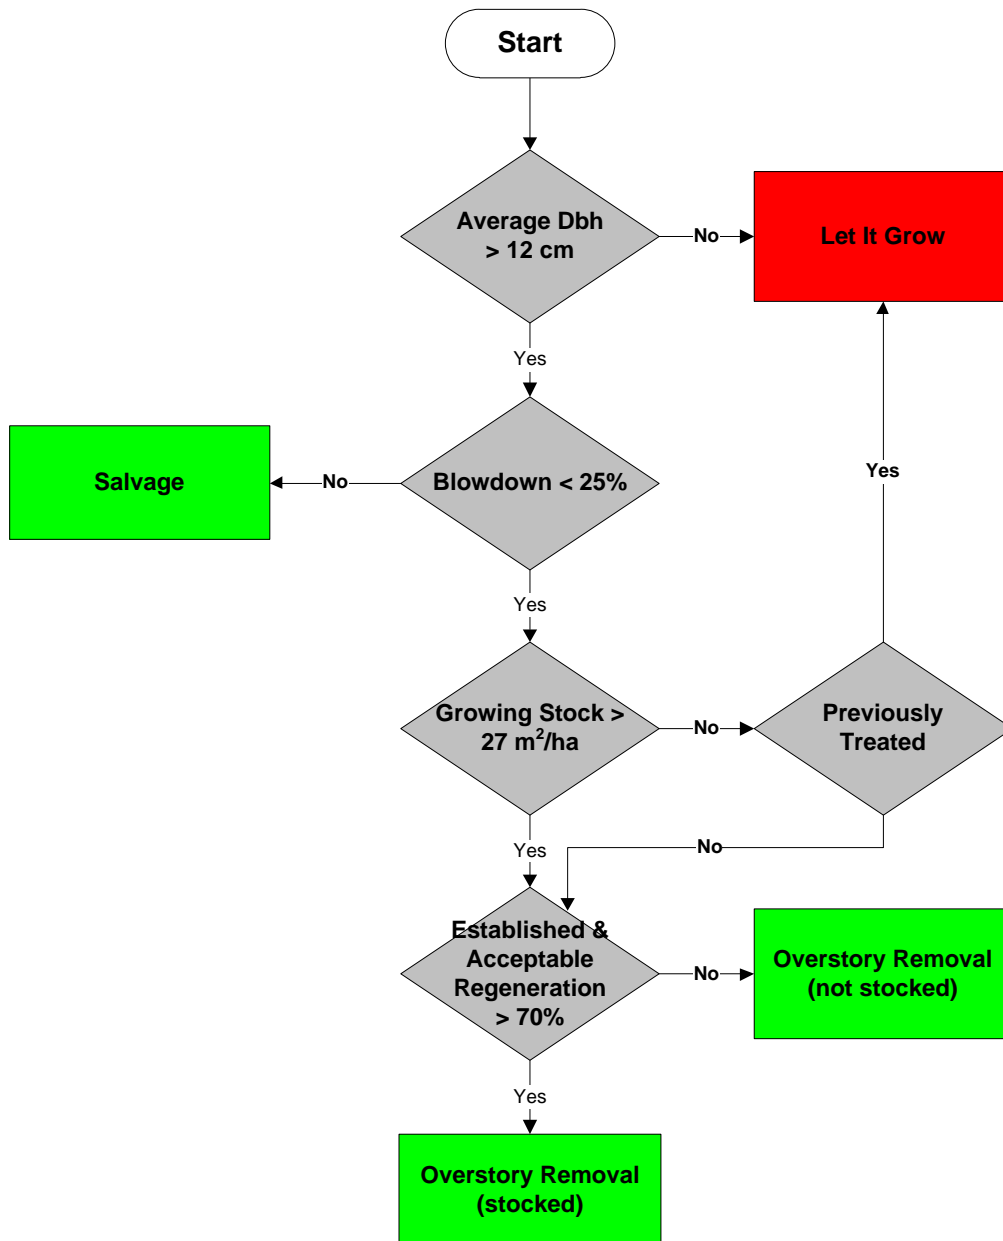 Start
Average Dbh
> 12 cm
No
Let It Grow
Yes
Salvage
No
Blowdown < 25%
Yes
Yes
Growing Stock >
27 m²/ha
No
Previously
Treated
Yes
No
Established &
Acceptable
Regeneration
> 70%
No
Overstory Removal
(not stocked)
Yes
Overstory Removal
(stocked)